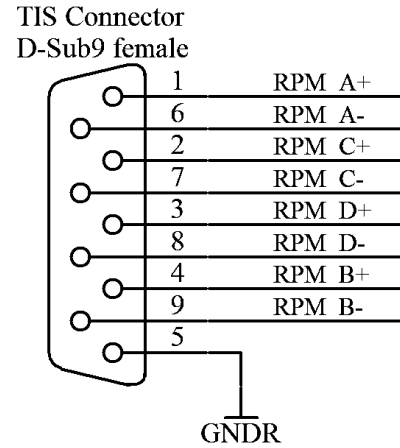 TIS Connector
D-Sub9 female
1 RPM A+
6 RPM A-
2 RPM C+
7 RPM C-
3 RPM D+
8 RPM D-
4 RPM B+
9 RPM B-
5
GNDR